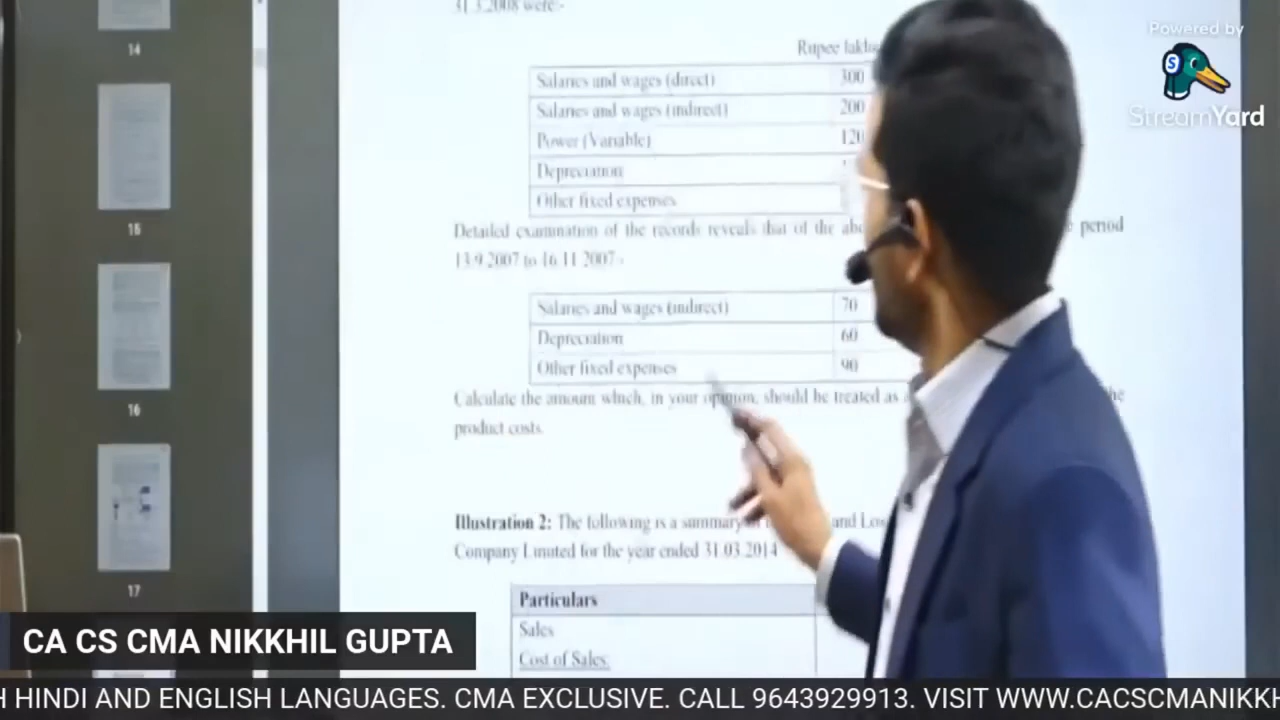 31.3.2008 were:-
14
Powered by
StreamYard
Rupee lakhs
Salaries and wages (direct) 300
Salaries and wages (indirect) 200
Power (Variable) 120
Depreciation
Other fixed expenses
15
Detailed examination of the records reveals that of the period
13.9.2007 to 16.11.2007:-
Salaries and wages (indirect) 70
Depreciation 60
Other fixed expenses 90
16
Calculate the amount which, in your opinion, should be treated as the
product costs.
Illustration 2: The following is a summary and
Company Limited for the year ended 31.03.2014
17
Particulars
Sales
Cost of Sales:
CA CS CMA NIKKHIL GUPTA
HINDI AND ENGLISH LANGUAGES. CMA EXCLUSIVE. CALL 9643929913. VISIT WWW.CACSCMANIKKH